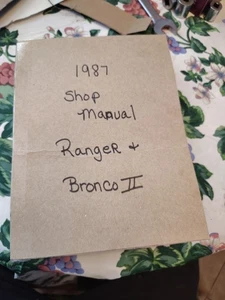 1987
Shop
Manual
Ranger +
Bronco II